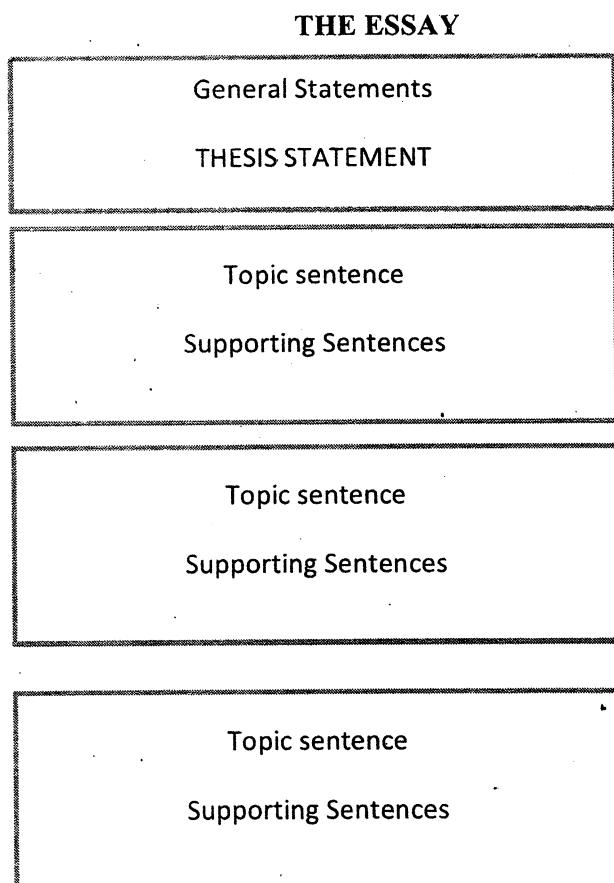 THE ESSAY
General Statements
THESIS STATEMENT
Topic sentence
Supporting Sentences
Topic sentence
Supporting Sentences
Topic sentence
Supporting Sentences